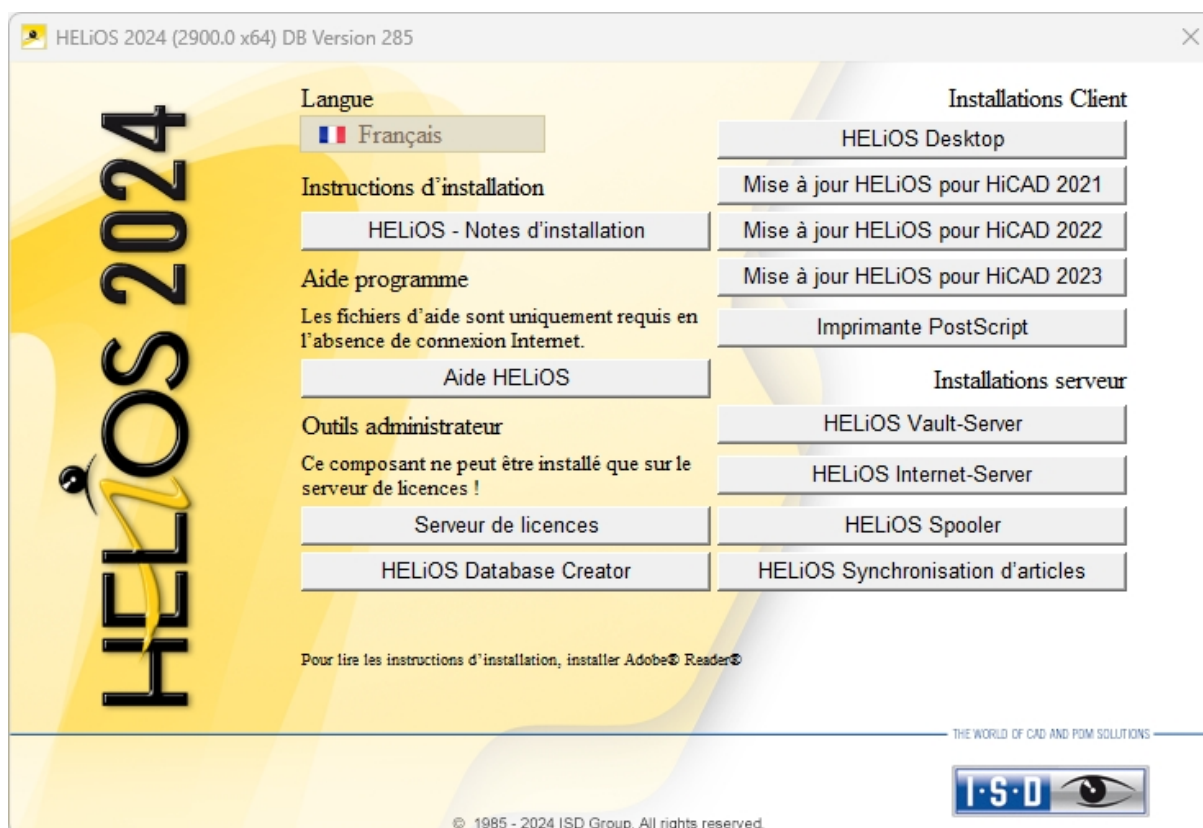 HELiOS 2024 (2900.0 x64) DB Version 285
HELiOS 2024
Langue
Français
Instructions d'installation
HELiOS - Notes d'installation
Aide programme
Les fichiers d'aide sont uniquement requis en
l'absence de connexion Internet.
Aide HELiOS
Outils administrateur
Ce composant ne peut être installé que sur le
serveur de licences !
Serveur de licences
HELiOS Database Creator
Installations Client
HELiOS Desktop
Mise à jour HELiOS pour HiCAD 2021
Mise à jour HELiOS pour HiCAD 2022
Mise à jour HELiOS pour HiCAD 2023
Imprimante PostScript
Installations serveur
HELiOS Vault-Server
HELiOS Internet-Server
HELiOS Spooler
HELiOS Synchronisation d'articles
Pour lire les instructions d'installation, installer Adobe® Reader®
THE WORLD OF CAD AND PDM SOLUTIONS
I·S·D
© 1985 - 2024 ISD Group. All rights reserved.